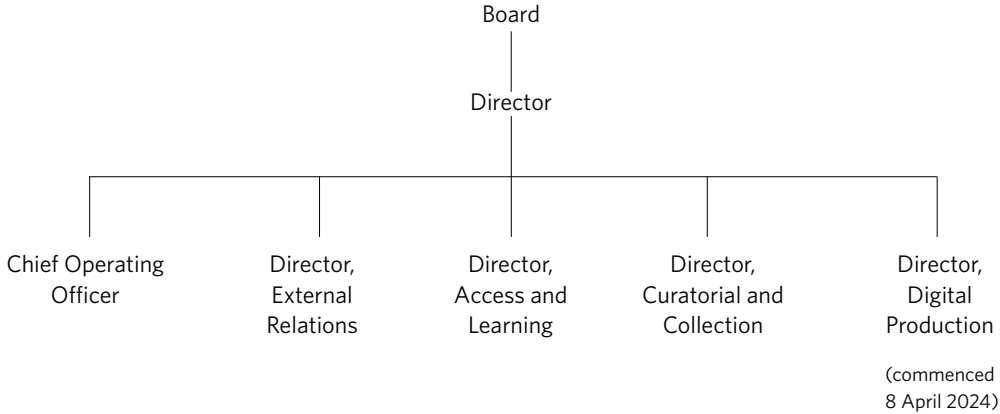 Board
Director
Chief Operating
Officer
Director,
External
Relations
Director,
Access and
Learning
Director,
Curatorial and
Collection
Director,
Digital
Production
(commenced
8 April 2024)